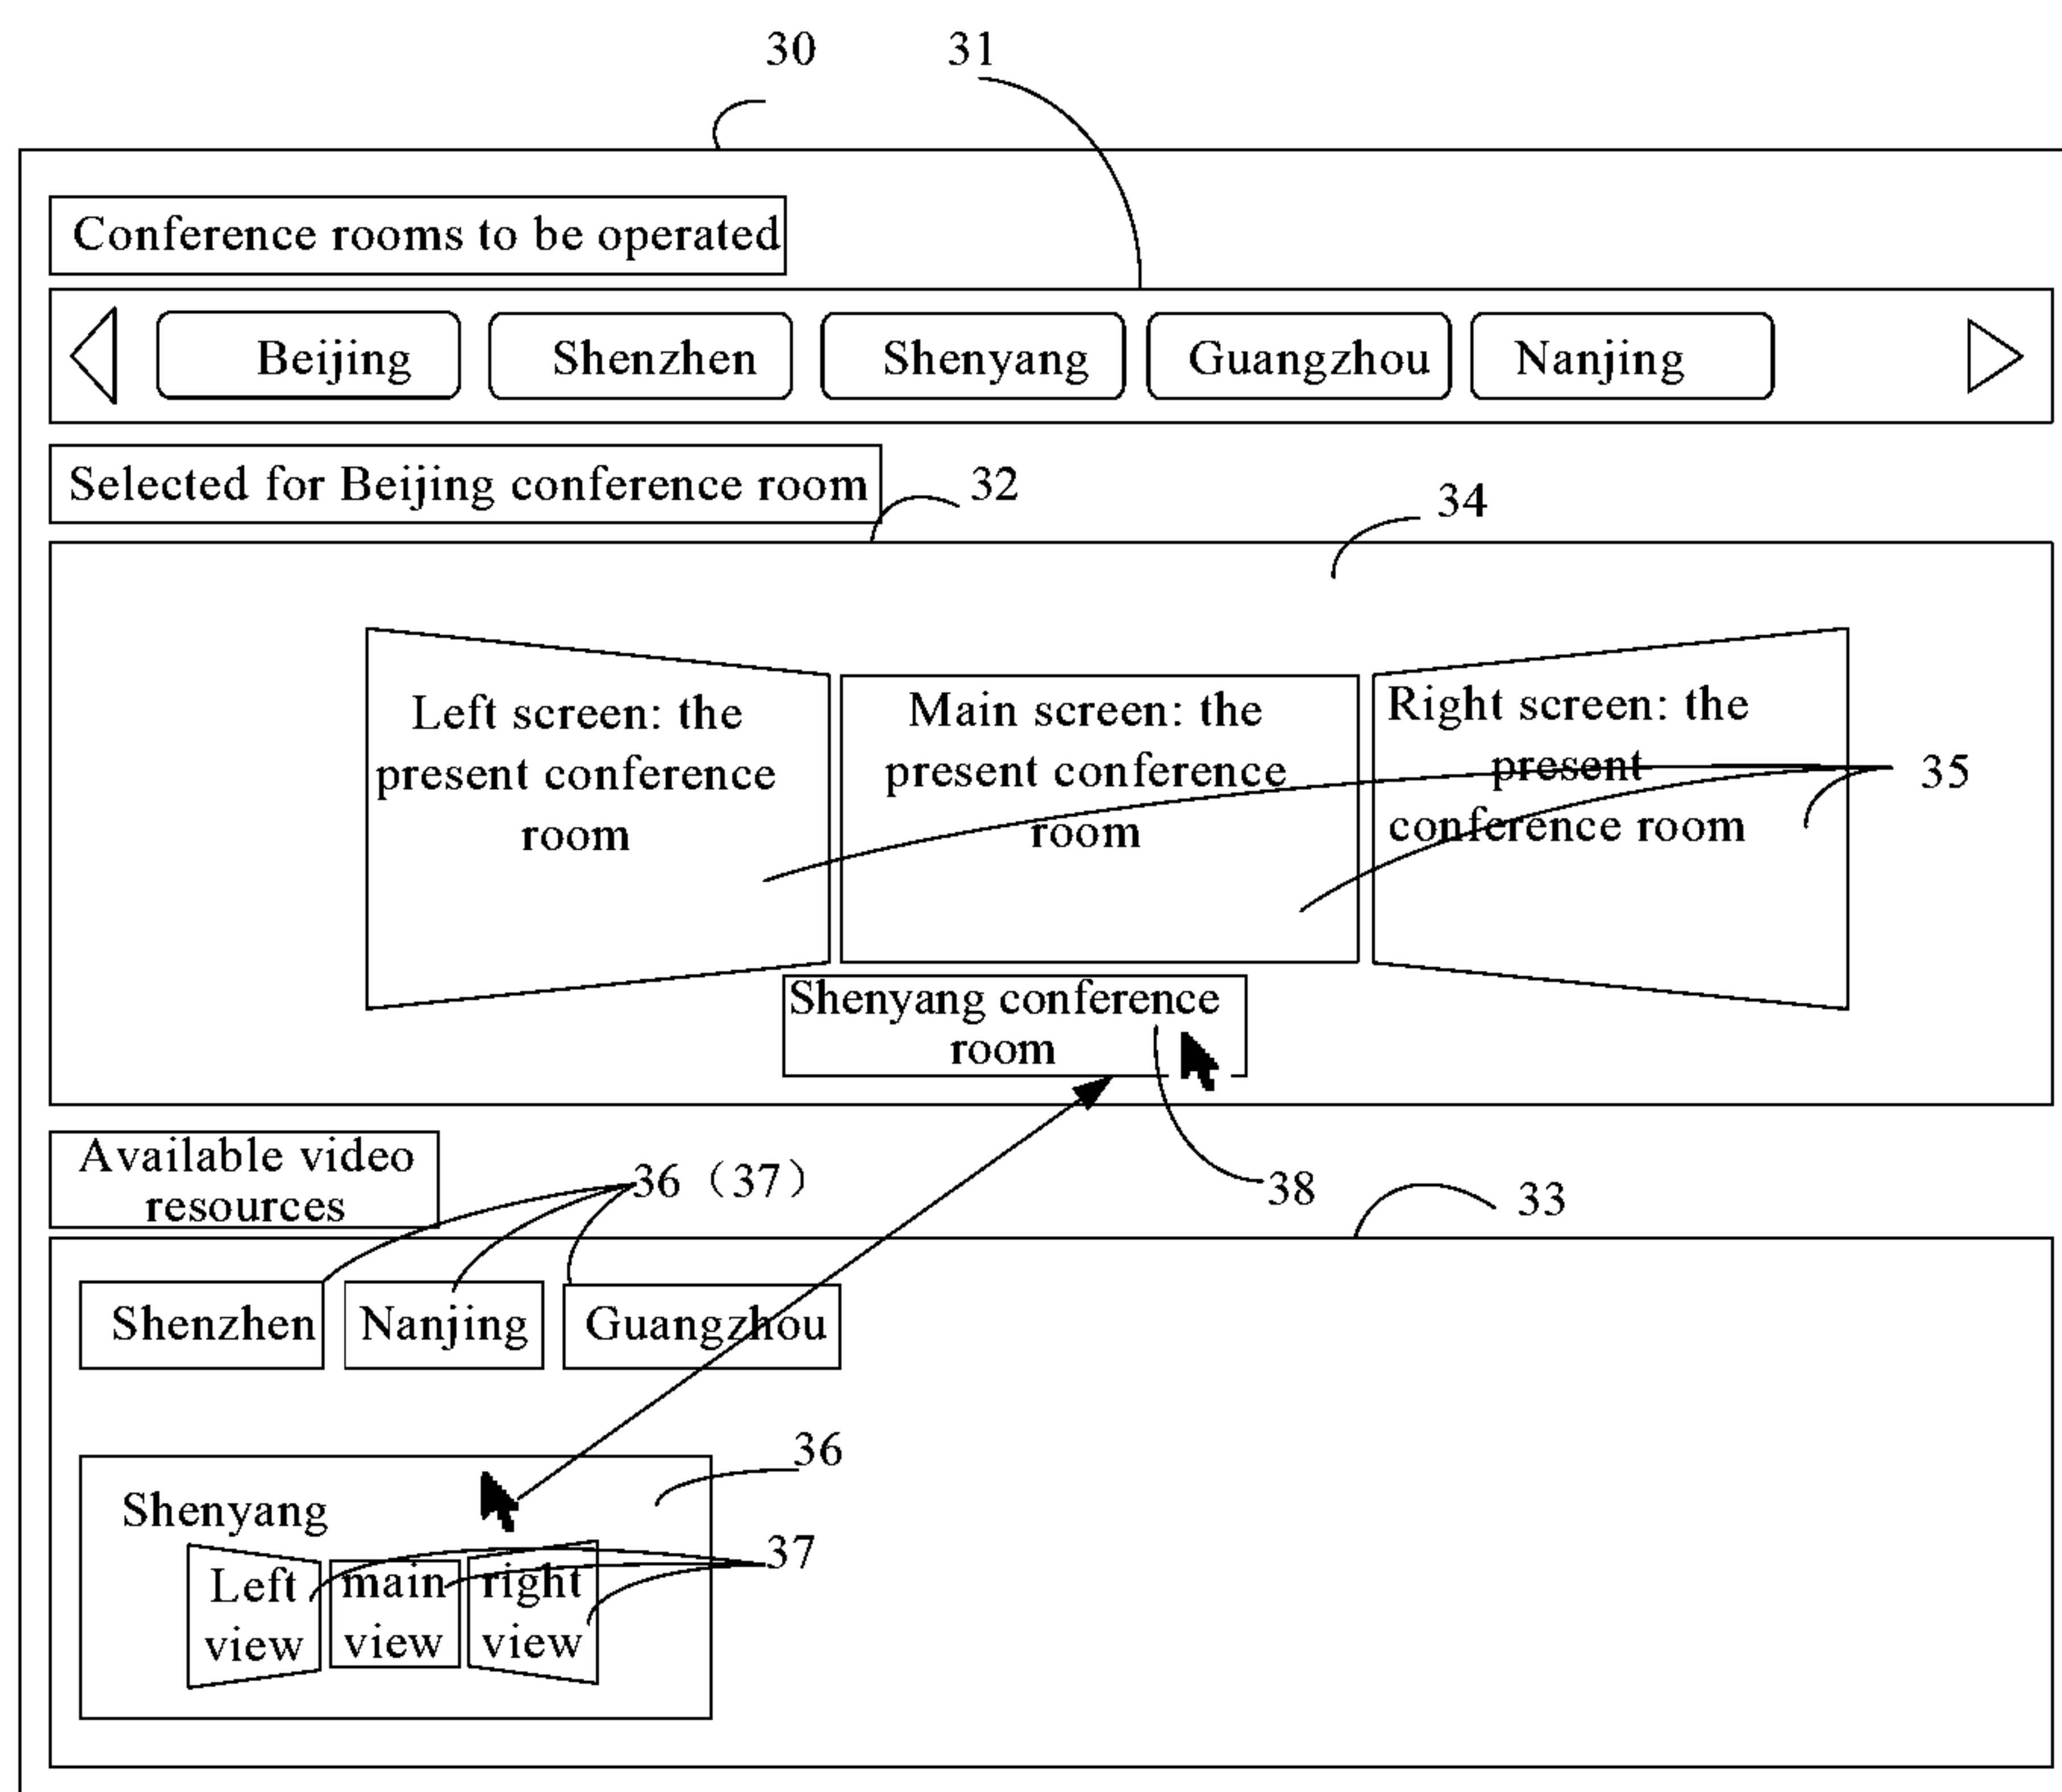 30
31
Conference rooms to be operated
Beijing
Shenzhen
Shenyang
Guangzhou
Nanjing
Selected for Beijing conference room
32
34
Left screen: the
present conference
room
Main screen: the
present conference
room
Right screen: the
present
conference room
35
Shenyang conference
room
38
Available video
resources
36（37）
33
Shenzhen
Nanjing
Guangzhou
36
Shenyang
37
Left
view
main
view
right
view